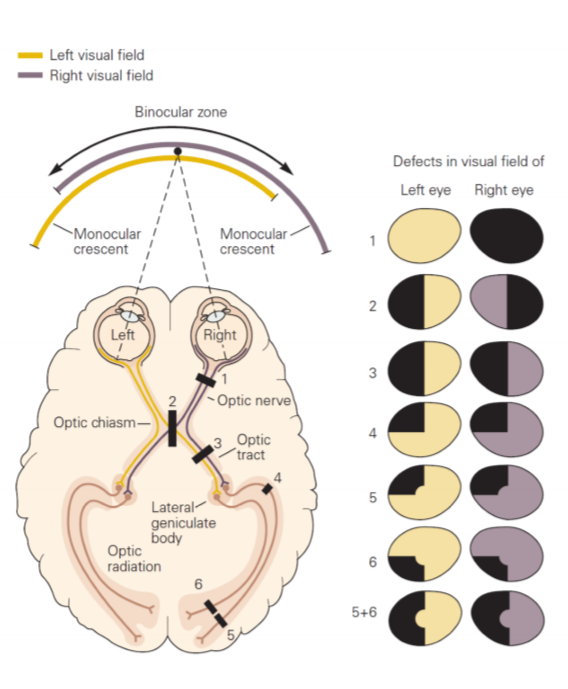 Left visual field
Right visual field
Binocular zone
Monocular
crescent
Monocular
crescent
Left
Right
1
Optic nerve
2
Optic chiasm
3
Optic
tract
4
Lateral
geniculate
body
Optic
radiation
6
5
Defects in visual field of
Left eye Right eye
1
2
3
4
5
6
5+6